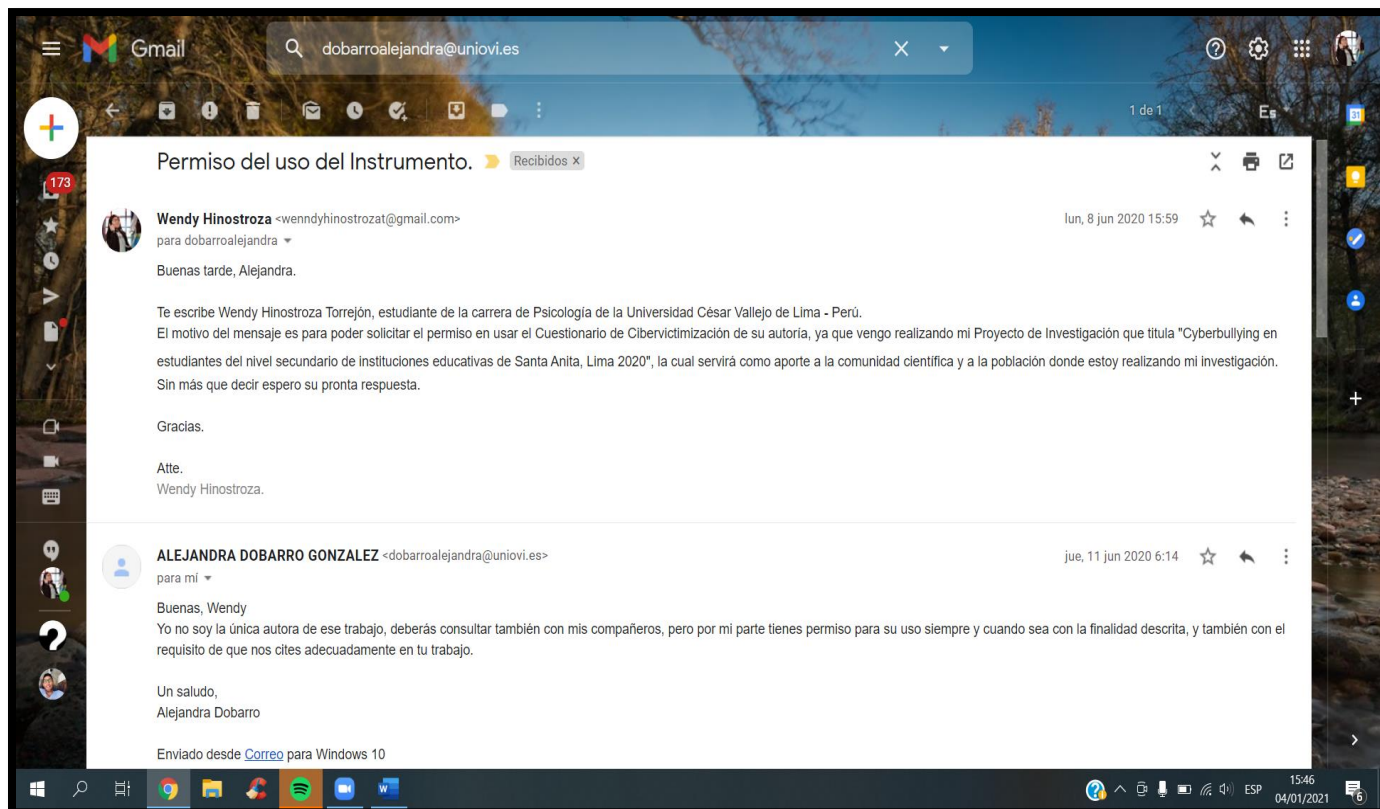 Gmail
dobarroalejandra@uniovi.es
1 de 1
Es
31
173
Permiso del uso del Instrumento.
Recibidos x
Wendy Hinostroza <wenndyhinostrozat@gmail.com>
lun, 8 jun 2020 15:59
para dobarroalejandra
Buenas tarde, Alejandra.
Te escribe Wendy Hinostroza Torrejón, estudiante de la carrera de Psicología de la Universidad César Vallejo de Lima - Perú.
El motivo del mensaje es para poder solicitar el permiso en usar el Cuestionario de Cibervictimización de su autoría, ya que vengo realizando mi Proyecto de Investigación que titula "Cyberbullying en
estudiantes del nivel secundario de instituciones educativas de Santa Anita, Lima 2020", la cual servirá como aporte a la comunidad científica y a la población donde estoy realizando mi investigación.
Sin más que decir espero su pronta respuesta.
Gracias.
Atte.
Wendy Hinostroza.
ALEJANDRA DOBARRO GONZALEZ <dobarroalejandra@uniovi.es>
jue, 11 jun 2020 6:14
para mí
Buenas, Wendy
Yo no soy la única autora de ese trabajo, deberás consultar también con mis compañeros, pero por mi parte tienes permiso para su uso siempre y cuando sea con la finalidad descrita, y también con el
requisito de que nos cites adecuadamente en tu trabajo.
Un saludo,
Alejandra Dobarro
Enviado desde Correo para Windows 10
ESP
15:46
04/01/2021
6